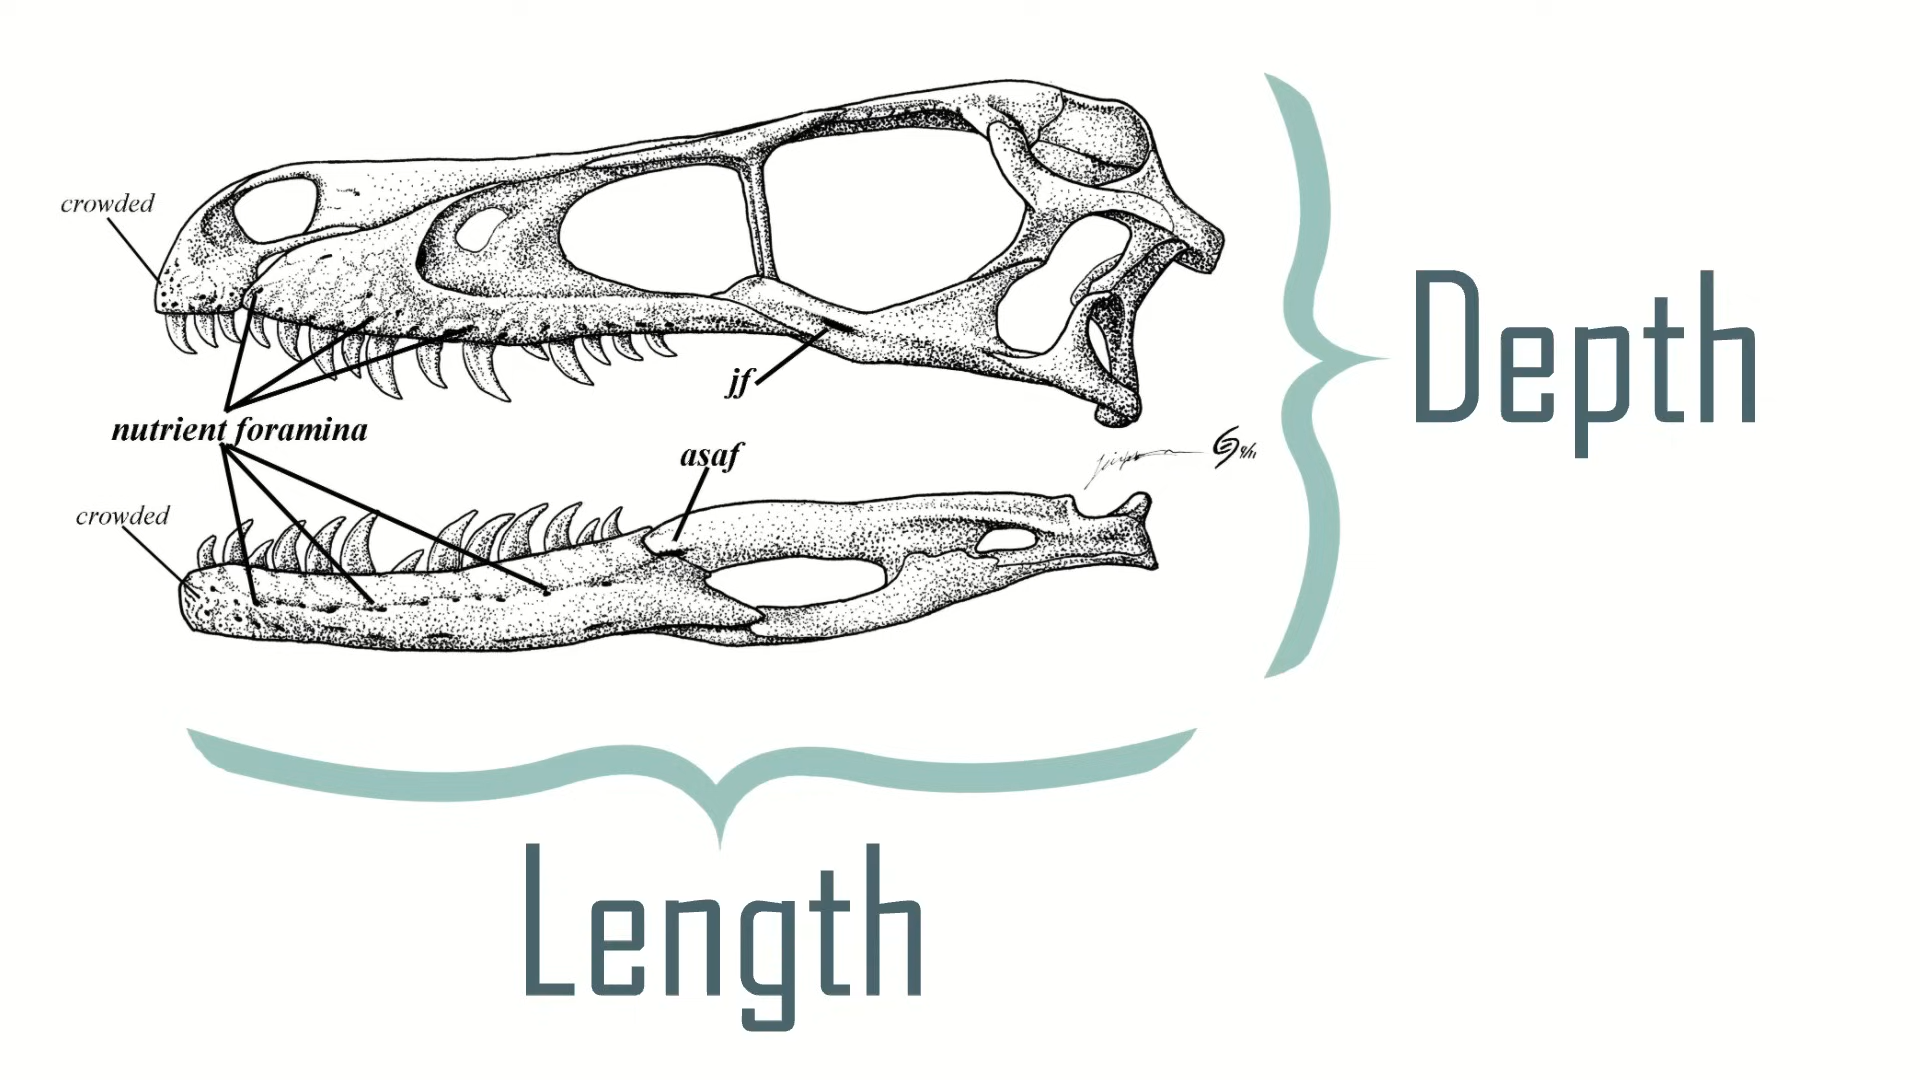 crowded
Depth
jf
nutrient foramina
asaf
crowded
Length